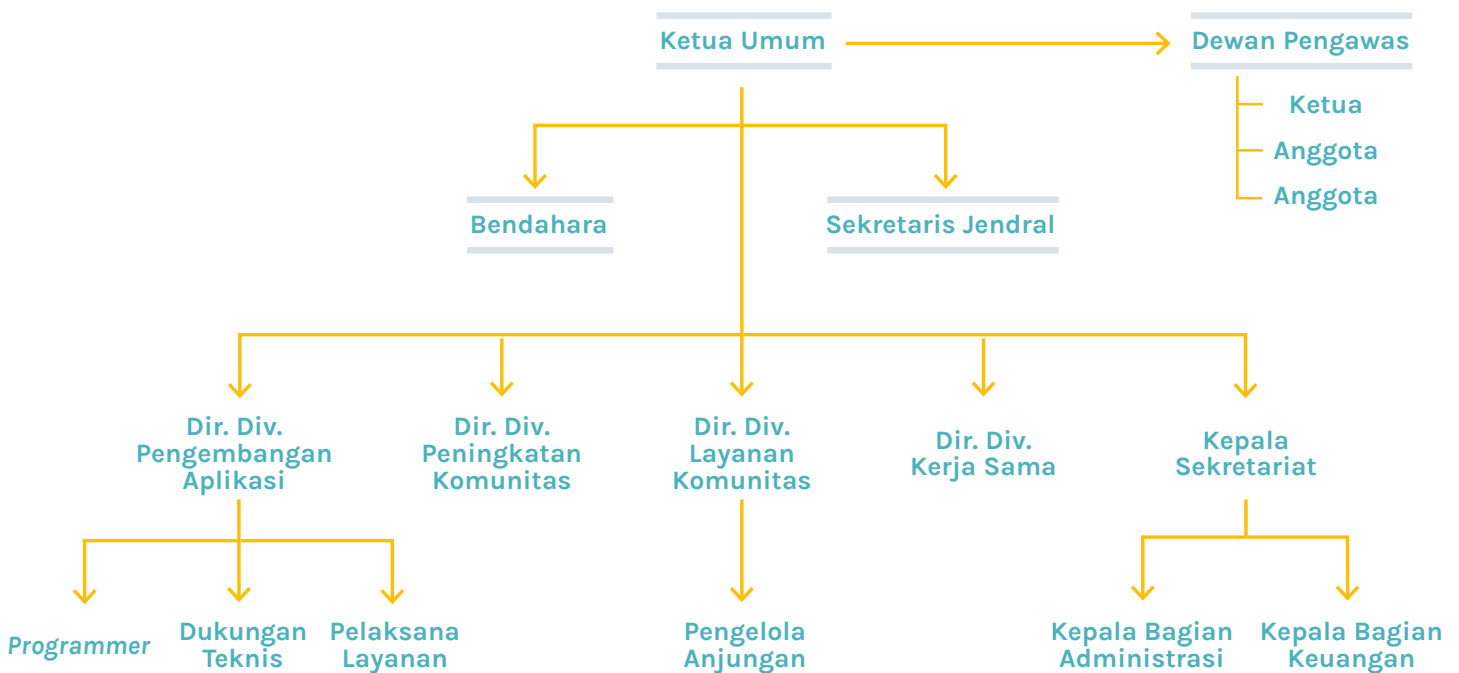 Ketua Umum
Dewan Pengawas
Ketua
Anggota
Anggota
Bendahara
Sekretaris Jendral
Dir. Div.
Pengembangan
Aplikasi
Dir. Div.
Peningkatan
Komunitas
Dir. Div.
Layanan
Komunitas
Dir. Div.
Kerja Sama
Kepala
Sekretariat
Programmer
Dukungan
Teknis
Pelaksana
Layanan
Pengelola
Anjungan
Kepala Bagian
Administrasi
Kepala Bagian
Keuangan